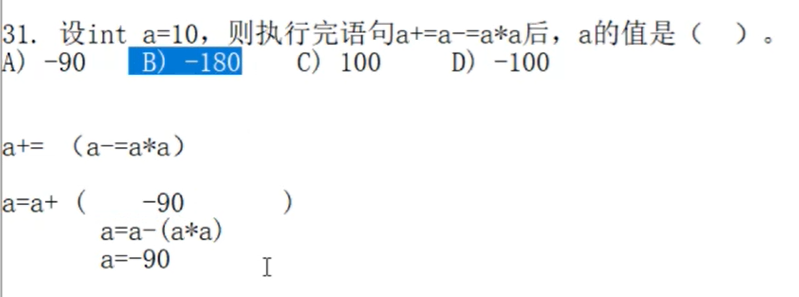 31. 设int a=10，则执行完语句a+=a-=a*a后，a的值是（　）。
A) -90    B) -180    C) 100    D) -100
a+= （a-=a*a）
a=a+（    -90    ）
a=a-(a*a)
a=-90